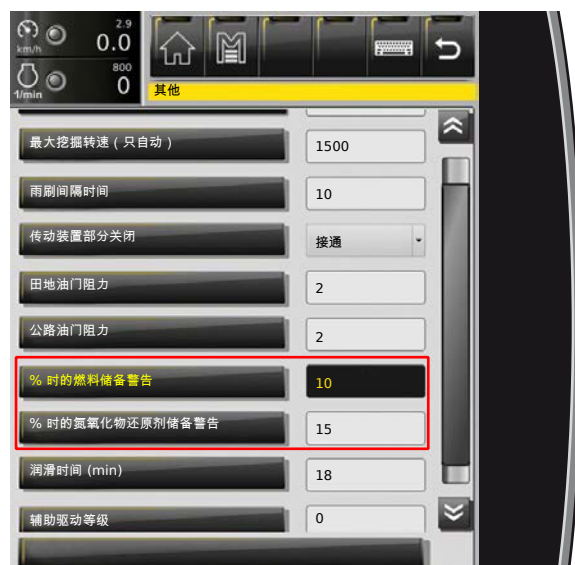 2.9
km/h
0.0
800
1/min
0
其他
最大挖掘转速（只自动）
1500
雨刷间隔时间
10
传动装置部分关闭
接通
田地油门阻力
2
公路油门阻力
2
% 时的燃料储备警告
10
% 时的氮氧化物还原剂储备警告
15
润滑时间 (min)
18
辅助驱动等级
0